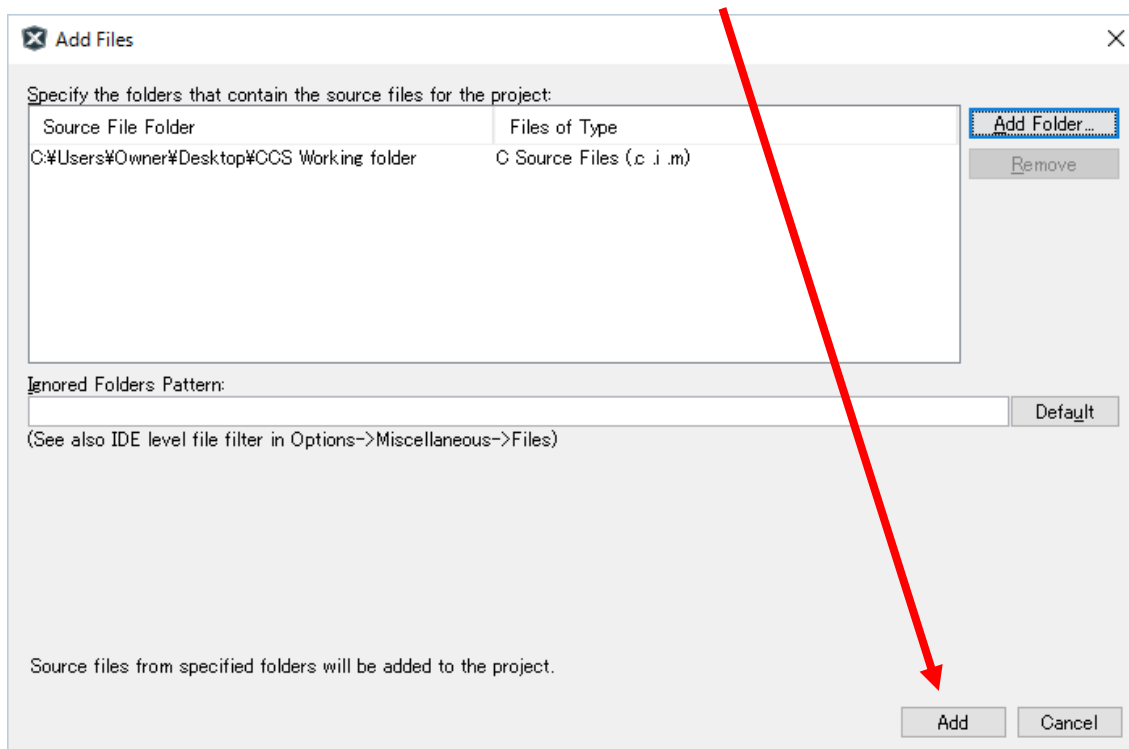 Add Files
Specify the folders that contain the source files for the project:
Source File Folder Files of Type
Add Folder...
C:¥Users¥Owner¥Desktop¥CCS Working folder C Source Files (.c .i .m)
Remove
Ignored Folders Pattern:
Default
(See also IDE level file filter in Options->Miscellaneous->Files)
Source files from specified folders will be added to the project.
Add Cancel